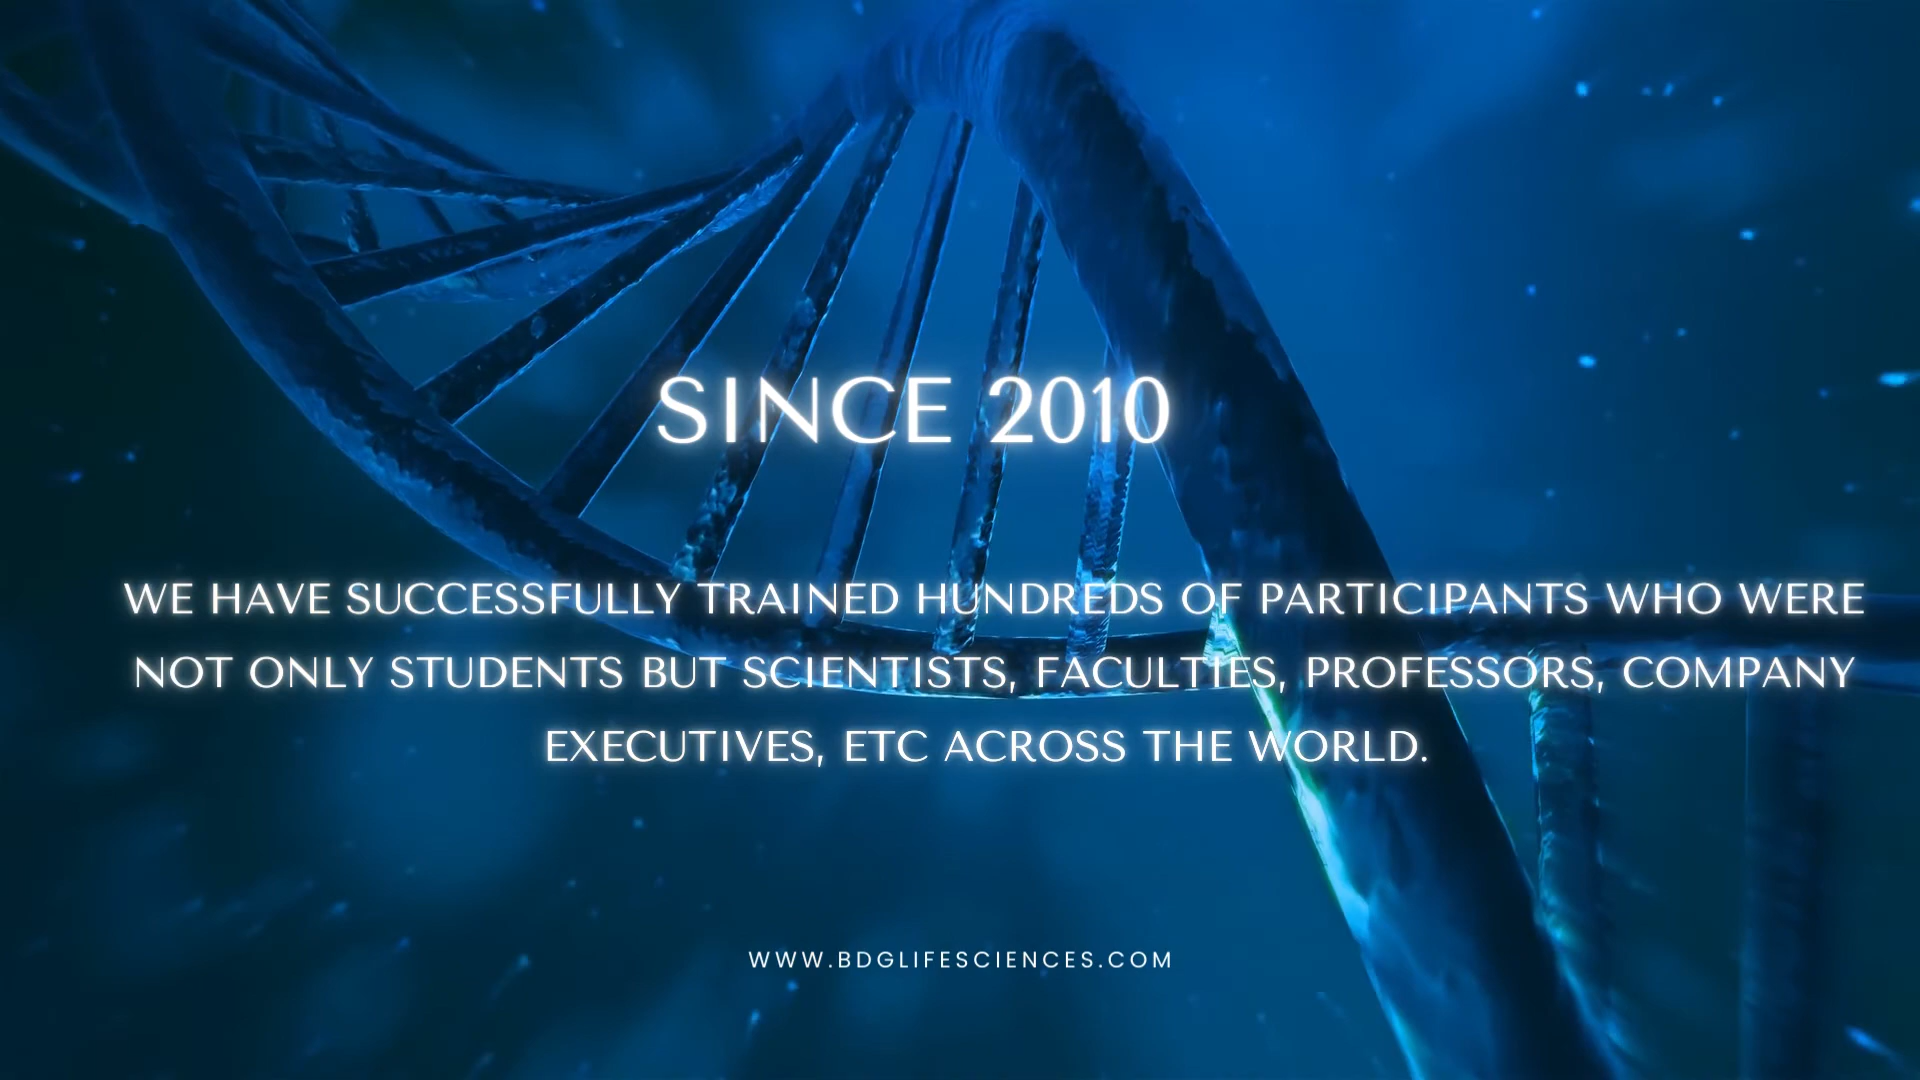 SINCE 2010
WE HAVE SUCCESSFULLY TRAINED HUNDREDS OF PARTICIPANTS WHO WERE
NOT ONLY STUDENTS BUT SCIENTISTS, FACULTIES, PROFESSORS, COMPANY
EXECUTIVES, ETC ACROSS THE WORLD.
WWW.BDGLIFESCIENCES.COM